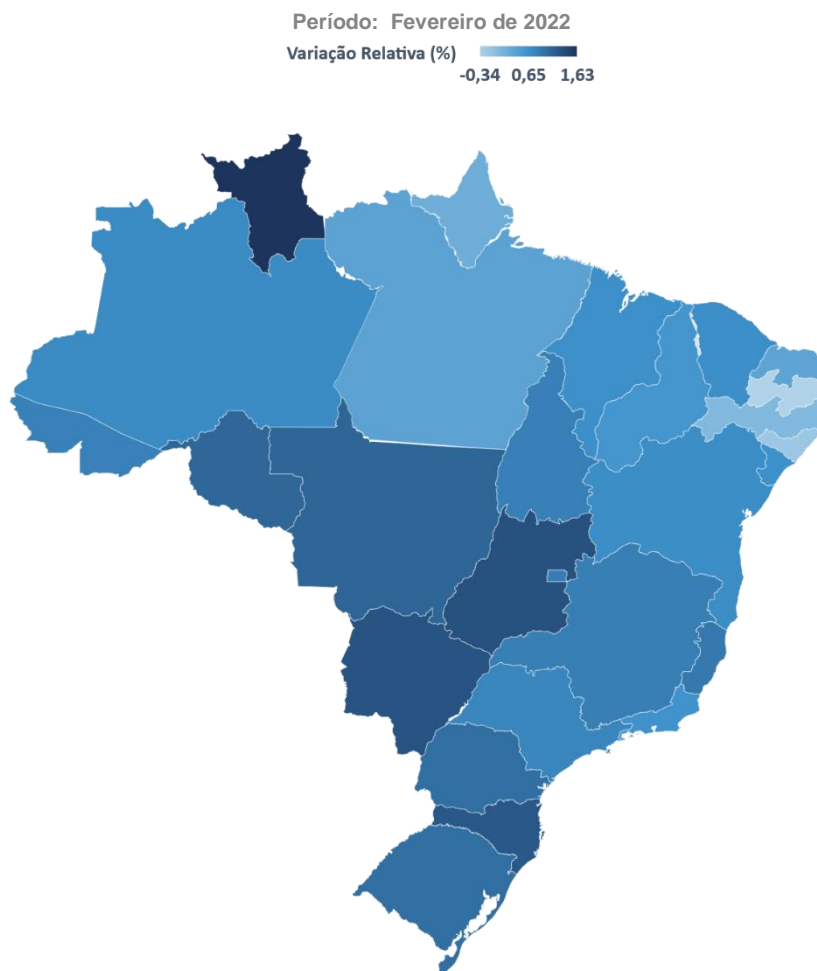 Período: Fevereiro de 2022
Variação Relativa (%)
-0,34 0,65 1,63